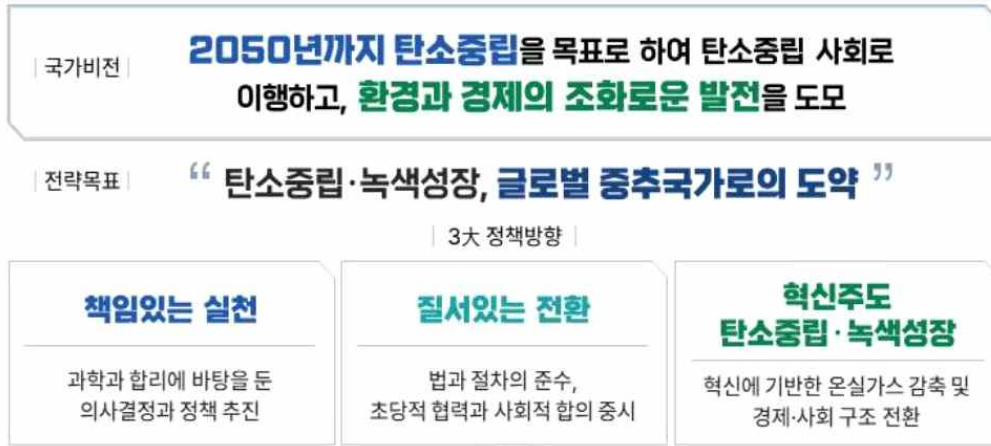 국가비전
2050년까지 탄소중립을 목표로 하여 탄소중립 사회로
이행하고, 환경과 경제의 조화로운 발전을 도모
전략목표
“ 탄소중립·녹색성장, 글로벌 중추국가로의 도약 ”
3大 정책방향
책임있는 실천
과학과 합리에 바탕을 둔
의사결정과 정책 추진
질서있는 전환
법과 절차의 준수,
초당적 협력과 사회적 합의 중시
혁신주도
탄소중립·녹색성장
혁신에 기반한 온실가스 감축 및
경제·사회 구조 전환